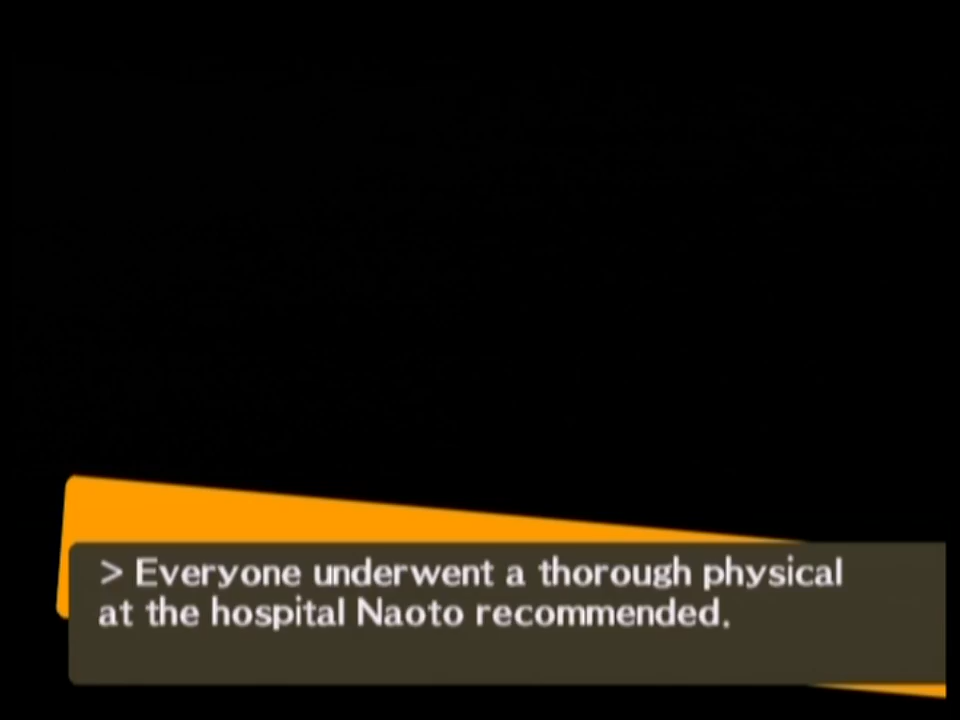 > Everyone underwent a thorough physical
at the hospital Naoto recommended.